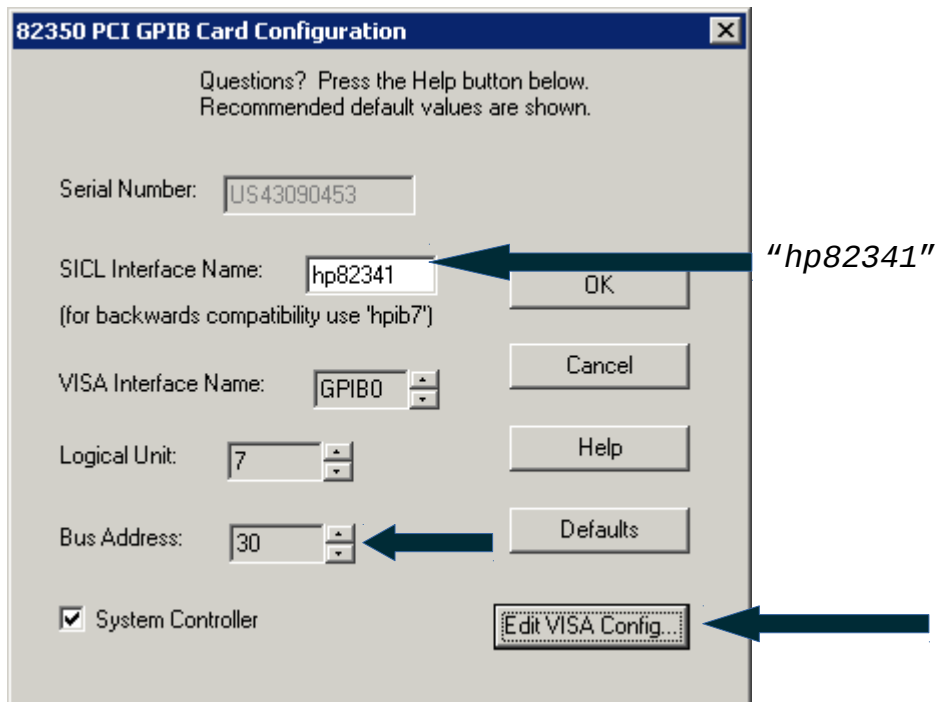 82350 PCI GPIB Card Configuration
Questions? Press the Help button below.
Recommended default values are shown.
Serial Number: US43090453
SICL Interface Name: hp82341
“hp82341”
OK
(for backwards compatibility use 'hpib7')
VISA Interface Name: GPIB0
Cancel
Logical Unit: 7
Help
Bus Address: 30
Defaults
System Controller
Edit VISA Config...